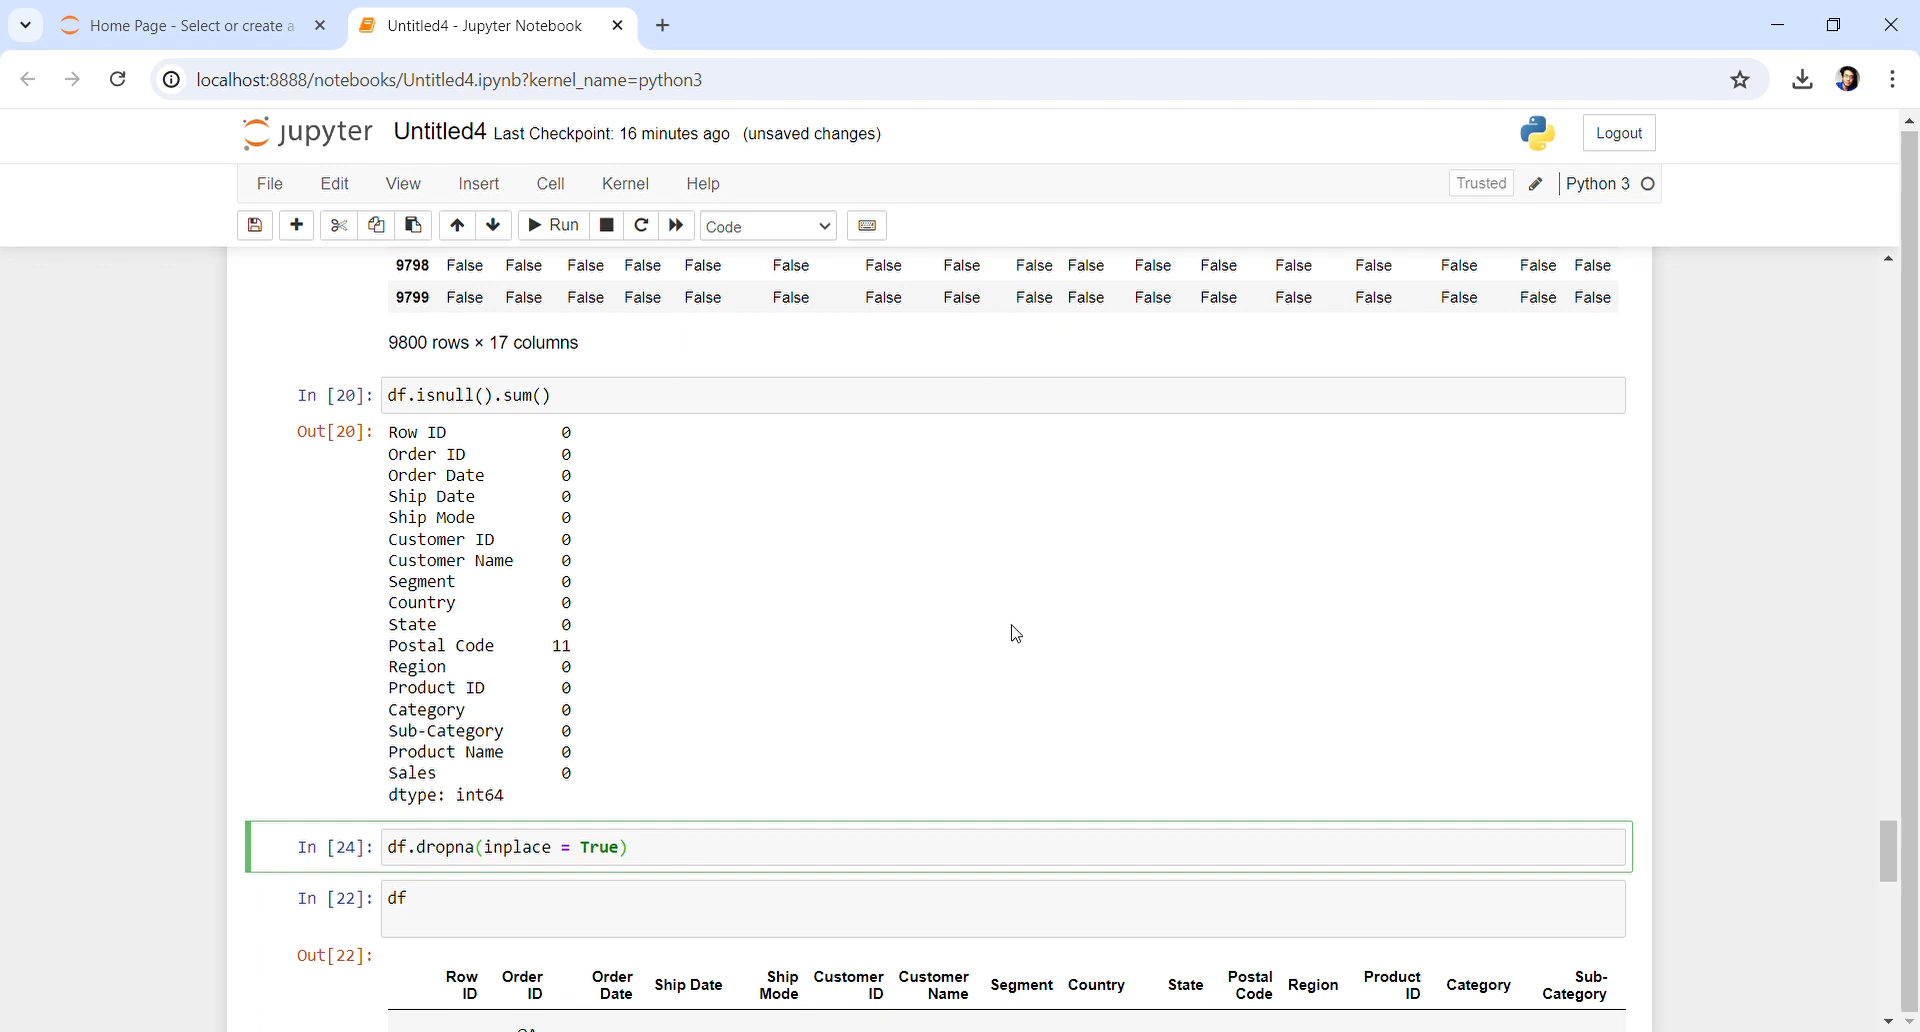 Home Page - Select or create a
Untitled4 - Jupyter Notebook
localhost:8888/notebooks/Untitled4.ipynb?kernel_name=python3
jupyter Untitled4 Last Checkpoint: 16 minutes ago (unsaved changes)
Logout
File Edit View Insert Cell Kernel Help
Trusted
Python 3
Run
Code
9798 False False False False False False False False False False False False False False False False False
9799 False False False False False False False False False False False False False False False False False
9800 rows × 17 columns
In [20]: df.isnull().sum()
Out[20]: Row ID 0
Order ID 0
Order Date 0
Ship Date 0
Ship Mode 0
Customer ID 0
Customer Name 0
Segment 0
Country 0
State 0
Postal Code 11
Region 0
Product ID 0
Category 0
Sub-Category 0
Product Name 0
Sales 0
dtype: int64
In [24]: df.dropna(inplace = True)
In [22]: df
Out[22]:
Row ID Order ID Order Date Ship Date Ship Mode Customer ID Customer Name Segment Country State Postal Code Region Product ID Category Sub-Category